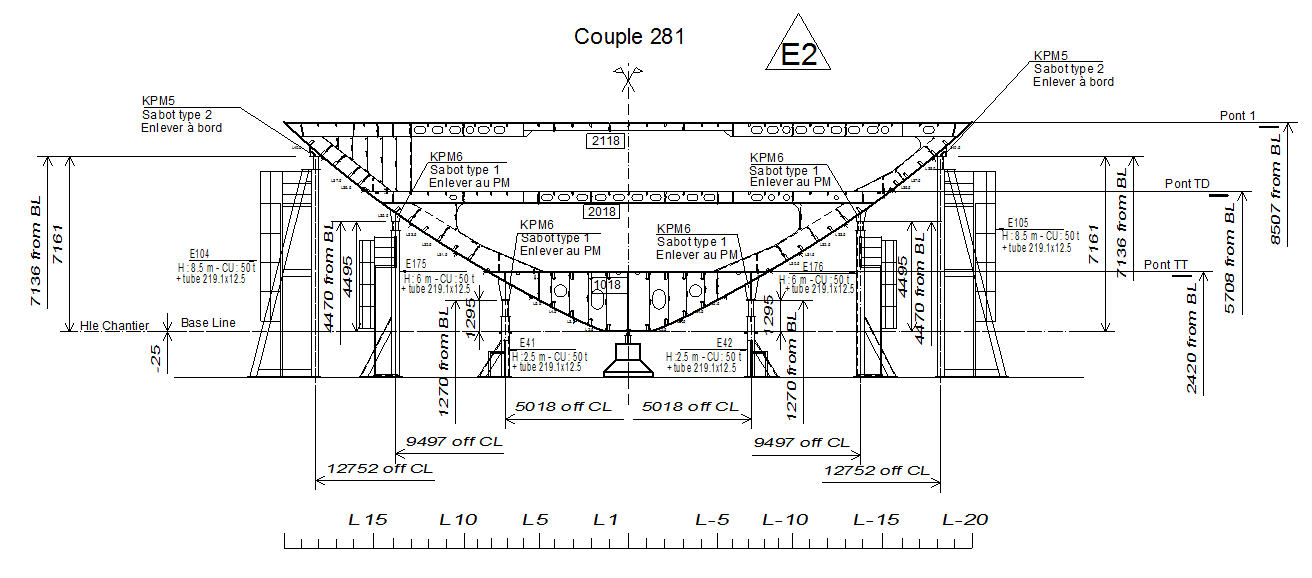 Couple 281
E2
KPM5
Sabot type 2
Enlever à bord
KPM5
Sabot type 2
Enlever à bord
Pont 1
2118
KPM6
Sabot type 1
Enlever au PM
KPM6
Sabot type 1
Enlever au PM
Pont TD
2018
KPM6
Sabot type 1
Enlever au PM
KPM6
Sabot type 1
Enlever au PM
E104
H : 8.5 m - CU : 50 t
+ tube 219.1x12.5
E105
H : 8.5 m - CU : 50 t
+ tube 219.1x12.5
E175
H : 6 m - CU : 50 t
+ tube 219.1x12.5
E176
H : 6 m - CU : 50 t
+ tube 219.1x12.5
Pont TT
1018
7136 from BL
7161
4470 from BL
4495
1295
1270 from BL
1295
1270 from BL
4495
4470 from BL
7161
7136 from BL
2420 from BL
5708 from BL
8507 from BL
Hle Chantier
Base Line
-25
E41
H : 2.5 m - CU : 50 t
+ tube 219.1x12.5
E42
H : 2.5 m - CU : 50 t
+ tube 219.1x12.5
5018 off CL
5018 off CL
9497 off CL
9497 off CL
12752 off CL
12752 off CL
L 15
L 10
L 5
L 1
L-5
L-10
L-15
L-20